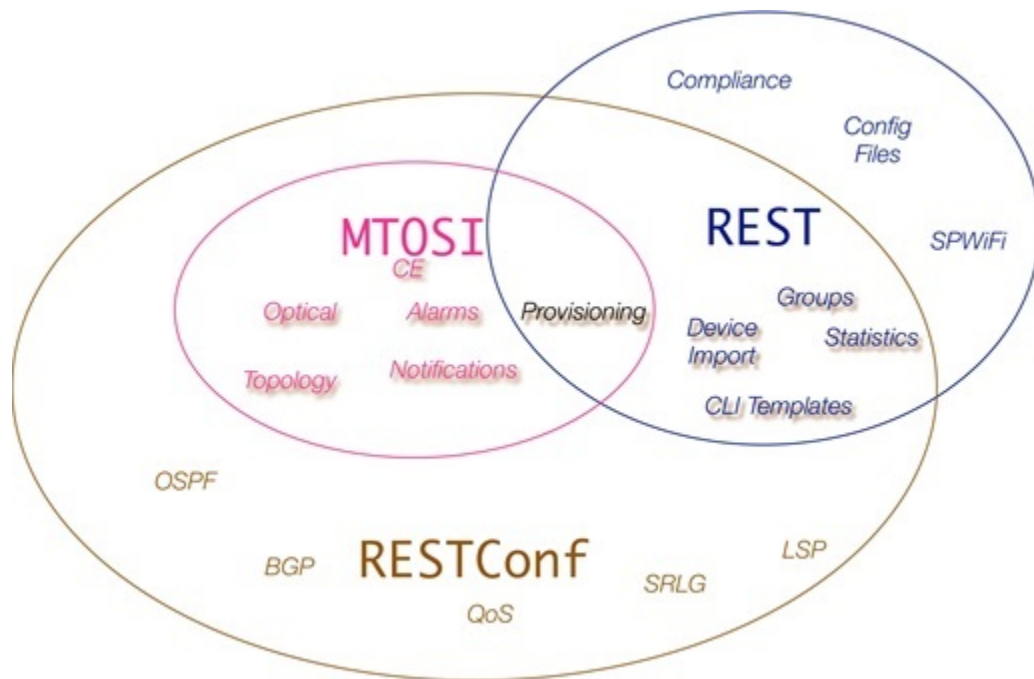 Compliance
Config
Files
MTOSI
REST
SPWiFi
CE
Optical
Alarms
Provisioning
Groups
Device
Import
Statistics
Topology
Notifications
CLI Templates
OSPF
BGP
RESTConf
LSP
SRLG
QoS